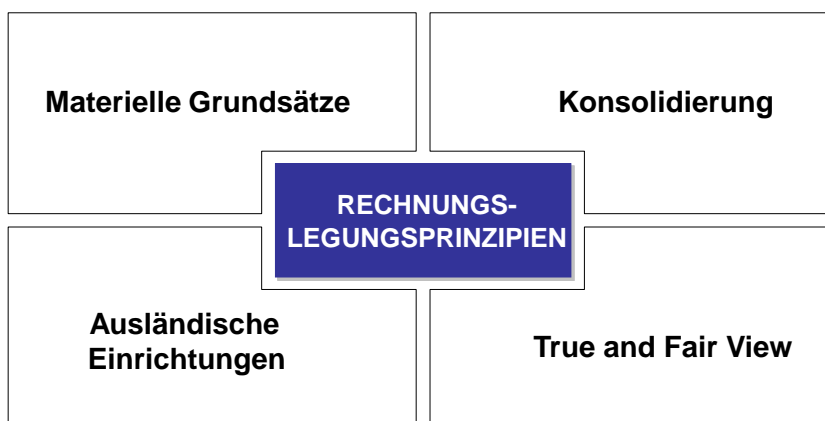 Materielle Grundsätze
Konsolidierung
RECHNUNGS-
LEGUNGSPRINZIPIEN
Ausländische
Einrichtungen
True and Fair View